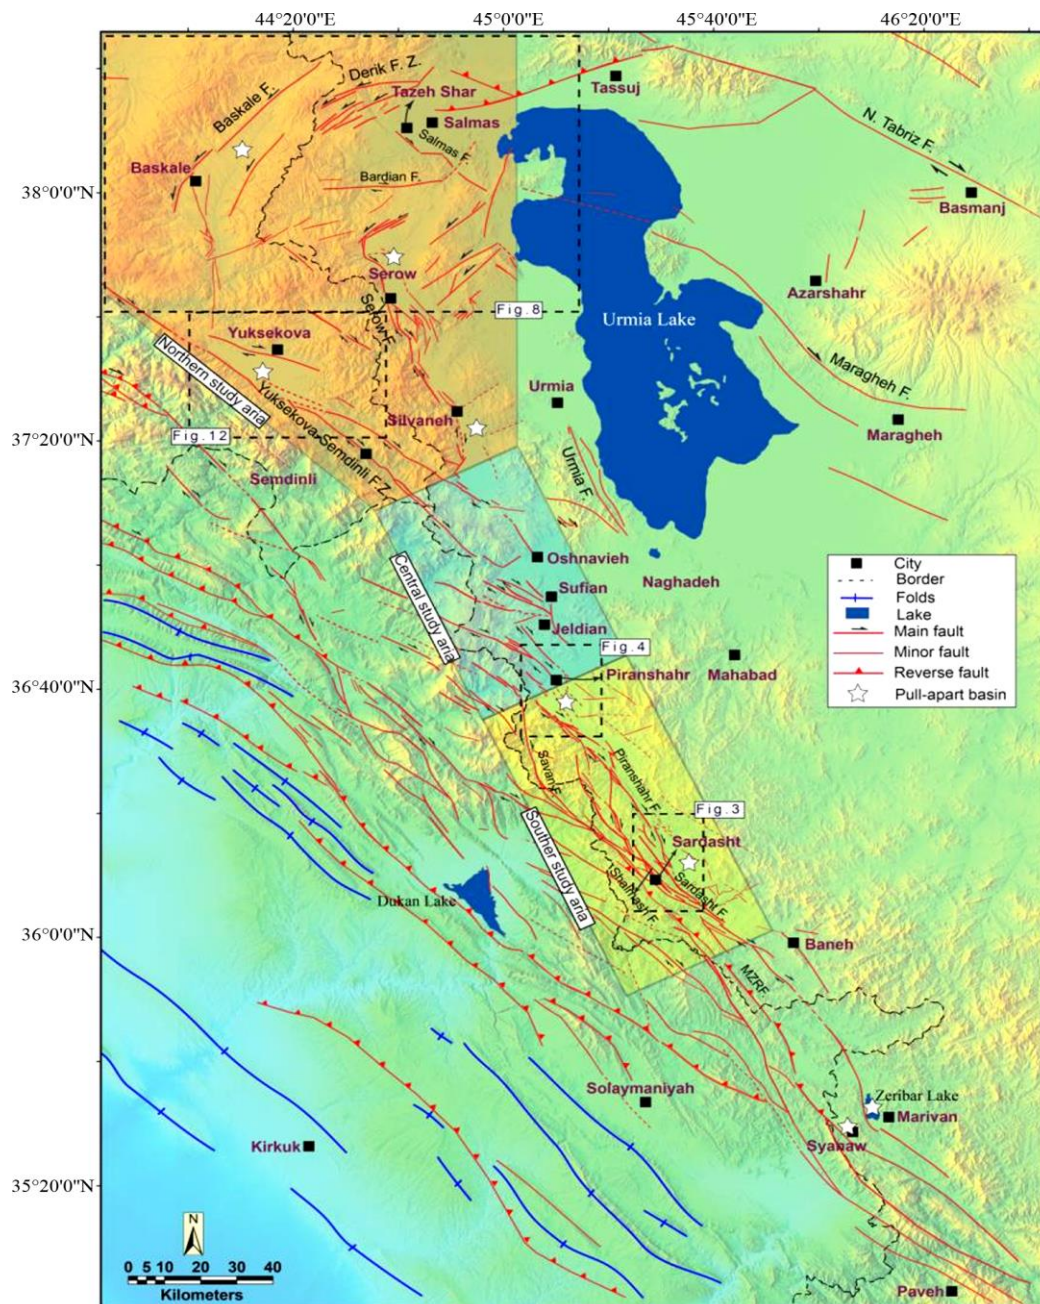 44°20'0"E
45°0'0"E
45°40'0"E
46°20'0"E
Derik F. Z.
Tazeh Shar
Tassuj
Baskale F.
Salmas
Salmas F.
N. Tabriz F.
Baskale
Bardian F.
38°0'0"N
Basmanj
Serow
Azarshahr
Serow F.
Fig.8
Urmia Lake
Yuksekova
Northern study aria
Maragheh F.
Urmia
Silvaneh
Maragheh
Fig.12
37°20'0"N
Yuksekova-Semdinli F.Z.
Semdinli
Urmia F.
Oshnavieh
Naghadeh
Sufian
Central study aria
Jeldian
Fig.4
Piranshahr
Mahabad
36°40'0"N
City
Border
Folds
Lake
Main fault
Minor fault
Reverse fault
Pull-apart basin
Savan F.
Piranshahr F.
Fig.3
Sardasht
Souther study aria
Shalmash F.
Sardasht F.
Dukan Lake
36°0'0"N
Baneh
MZRF.
Solaymaniyah
Zeribar Lake
Marivan
Kirkuk
Syanaw
35°20'0"N
N
0 5 10 20 30 40
Kilometers
Paveh